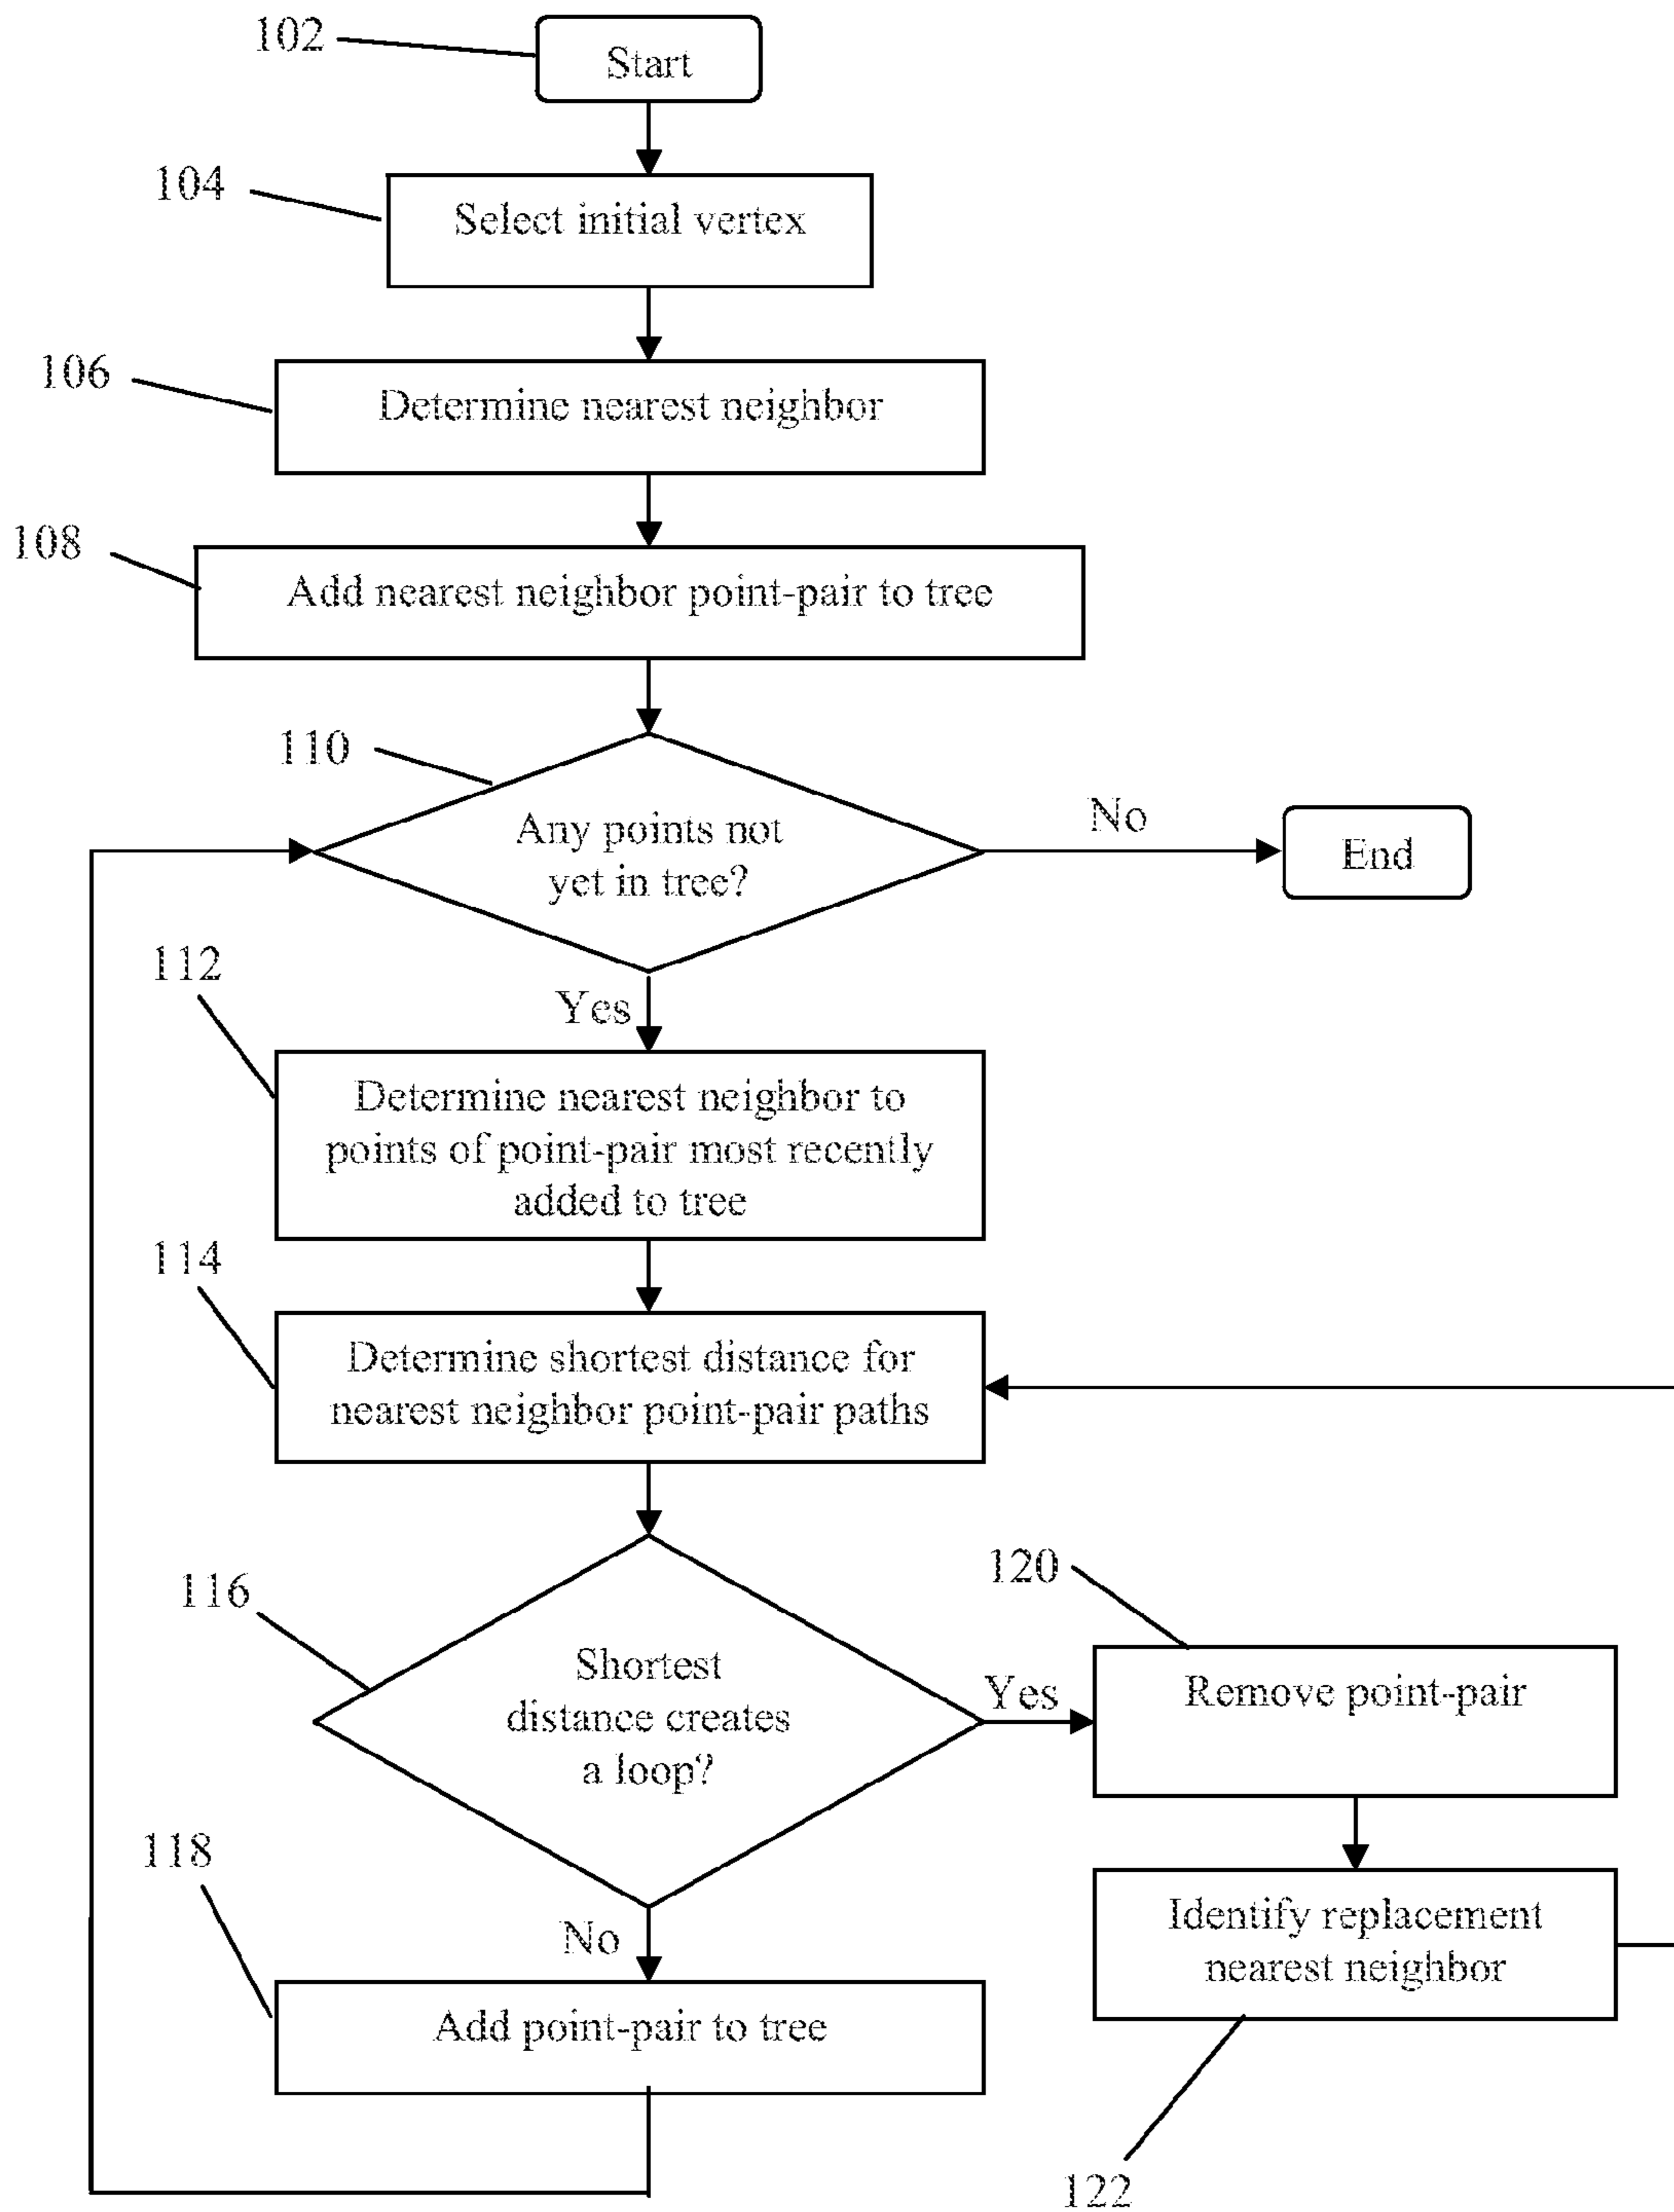 102
Start
104
Select initial vertex
106
Determine nearest neighbor
108
Add nearest neighbor point-pair to tree
110
Any points not
yet in tree?
No
End
112
Yes
Determine nearest neighbor to
points of point-pair most recently
added to tree
114
Determine shortest distance for
nearest neighbor point-pair paths
116
Shortest
distance creates
a loop?
Yes
120
Remove point-pair
118
No
Identify replacement
nearest neighbor
Add point-pair to tree
122